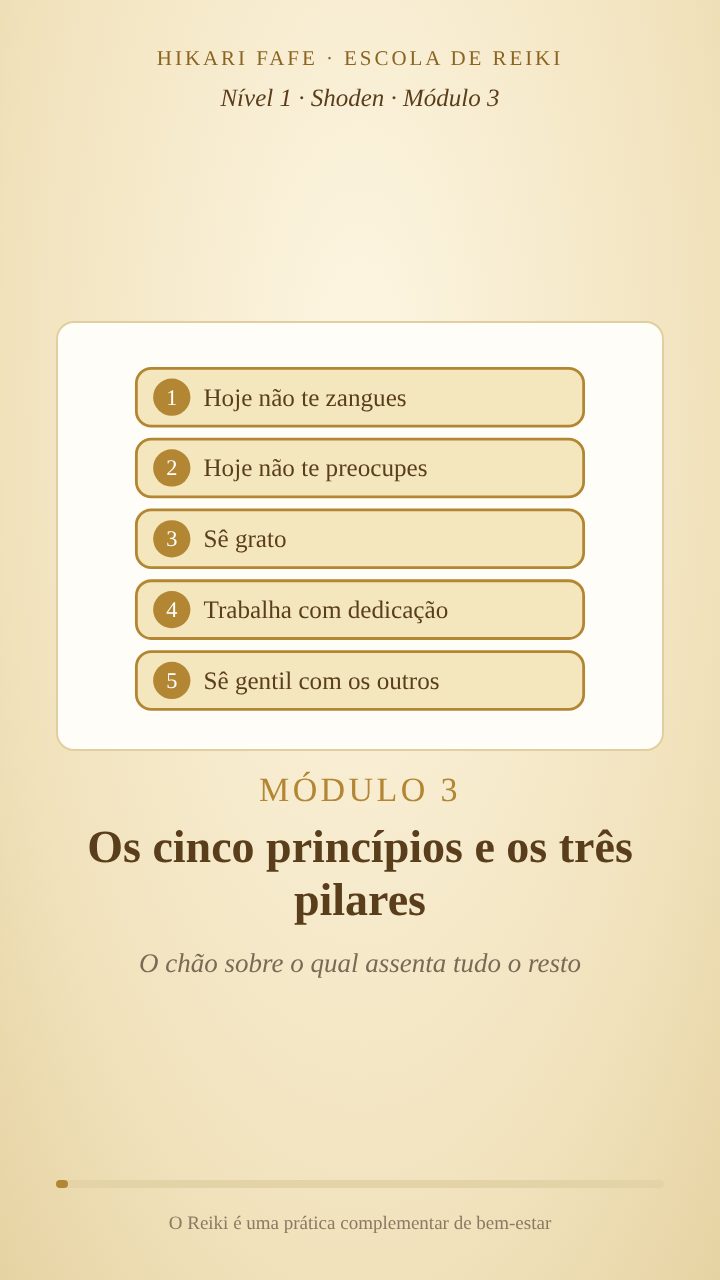 HIKARI FAFE · ESCOLA DE REIKI
Nível 1 · Shoden · Módulo 3
1 Hoje não te zangues
2 Hoje não te preocupes
3 Sê grato
4 Trabalha com dedicação
5 Sê gentil com os outros
MÓDULO 3
Os cinco princípios e os três
pilares
O chão sobre o qual assenta tudo o resto
O Reiki é uma prática complementar de bem-estar